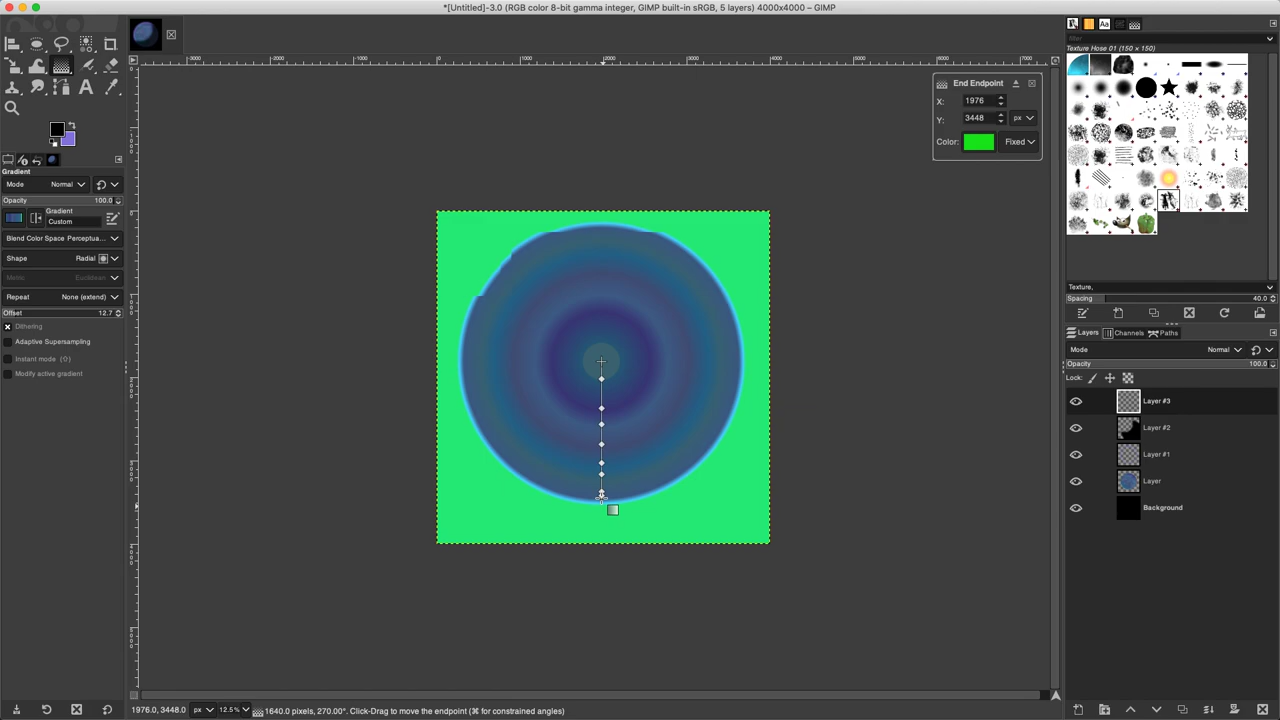 *[Untitled]-3.0 (RGB color 8-bit gamma integer, GIMP built-in sRGB, 5 layers) 4000x4000 – GIMP
End Endpoint
X: 1976
Y: 3448 px
Color: Fixed
Gradient
Mode Normal
Opacity 100.0
Gradient
Custom
Blend Color Space Perceptua...
Shape Radial
Metric Euclidean
Repeat None (extend)
Offset 12.7
Dithering
Adaptive Supersampling
Instant mode (⇧)
Modify active gradient
filter
Texture Hose 01 (150 × 150)
Texture,
Spacing 40.0
Layers Channels Paths
Mode Normal
Opacity 100.0
Lock:
Layer #3
Layer #2
Layer #1
Layer
Background
1976.0, 3448.0 px 12.5% 1640.0 pixels, 270.00°. Click-Drag to move the endpoint (⌘ for constrained angles)